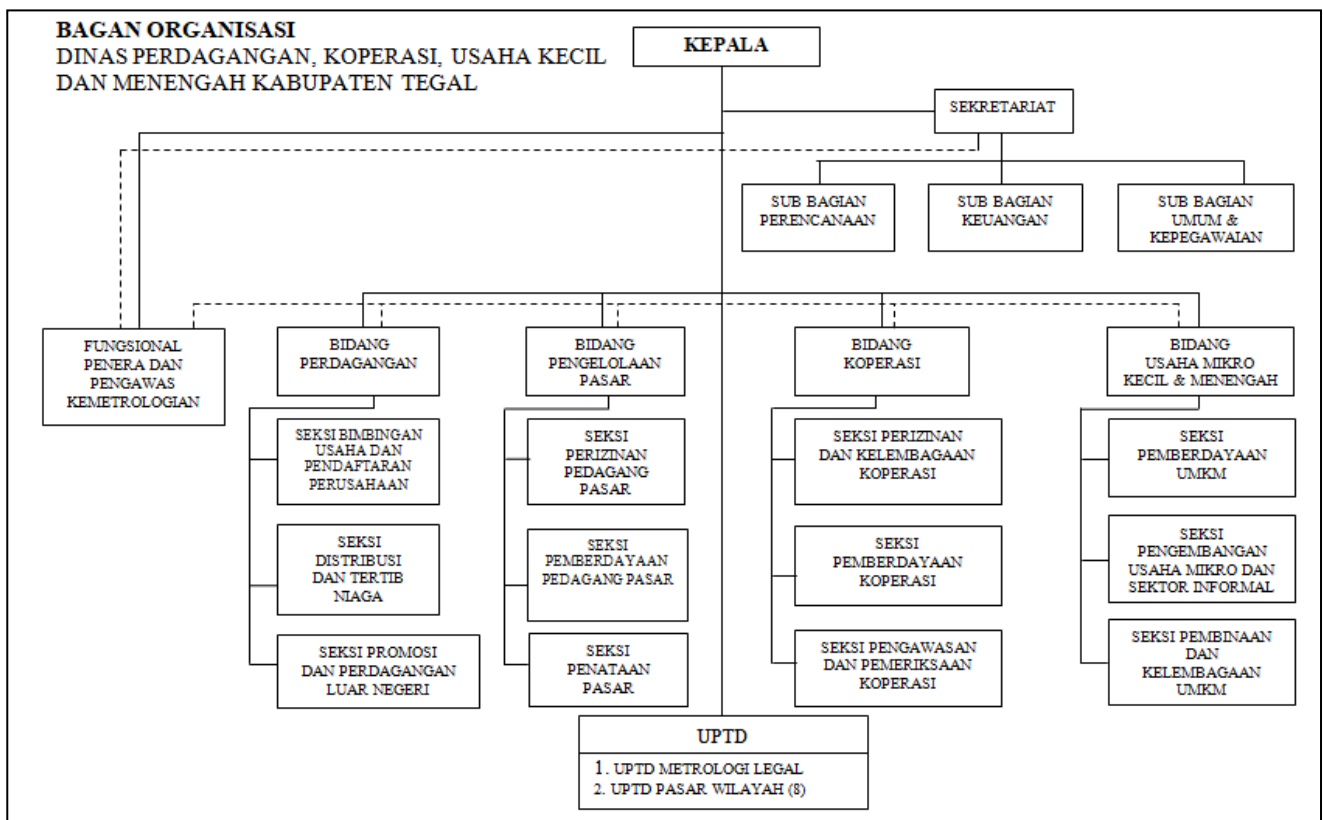 BAGAN ORGANISASI
DINAS PERDAGANGAN, KOPERASI, USAHA KECIL
DAN MENENGAH KABUPATEN TEGAL
KEPALA
SEKRETARIAT
SUB BAGIAN
PERENCANAAN
SUB BAGIAN
KEUANGAN
SUB BAGIAN
UMUM &
KEPEGAWAIAN
FUNGSIONAL
PENERA DAN
PENGAWAS
KEMETROLOGIAN
BIDANG
PERDAGANGAN
SEKSI BIMBINGAN
USAHA DAN
PENDAFTARAN
PERUSAHAAN
SEKSI
DISTRIBUSI
DAN TERTIB
NIAGA
SEKSI PROMOSI
DAN PERDAGANGAN
LUAR NEGERI
BIDANG
PENGELOLAAN
PASAR
SEKSI
PERIZINAN
PEDAGANG
PASAR
SEKSI
PEMBERDAYAAN
PEDAGANG PASAR
SEKSI
PENATAAN
PASAR
BIDANG
KOPERASI
SEKSI PERIZINAN
DAN KELEMBAGAAN
KOPERASI
SEKSI
PEMBERDAYAAN
KOPERASI
SEKSI PENGAWASAN
DAN PEMERIKSAAN
KOPERASI
BIDANG
USAHA MIKRO
KECIL & MENENGAH
SEKSI
PEMBERDAYAAN
UMKM
SEKSI
PENGEMBANGAN
USAHA MIKRO DAN
SEKTOR INFORMAL
SEKSI PEMBINAAN
DAN
KELEMBAGAAN
UMKM
UPTD
1. UPTD METROLOGI LEGAL
2. UPTD PASAR WILAYAH (8)